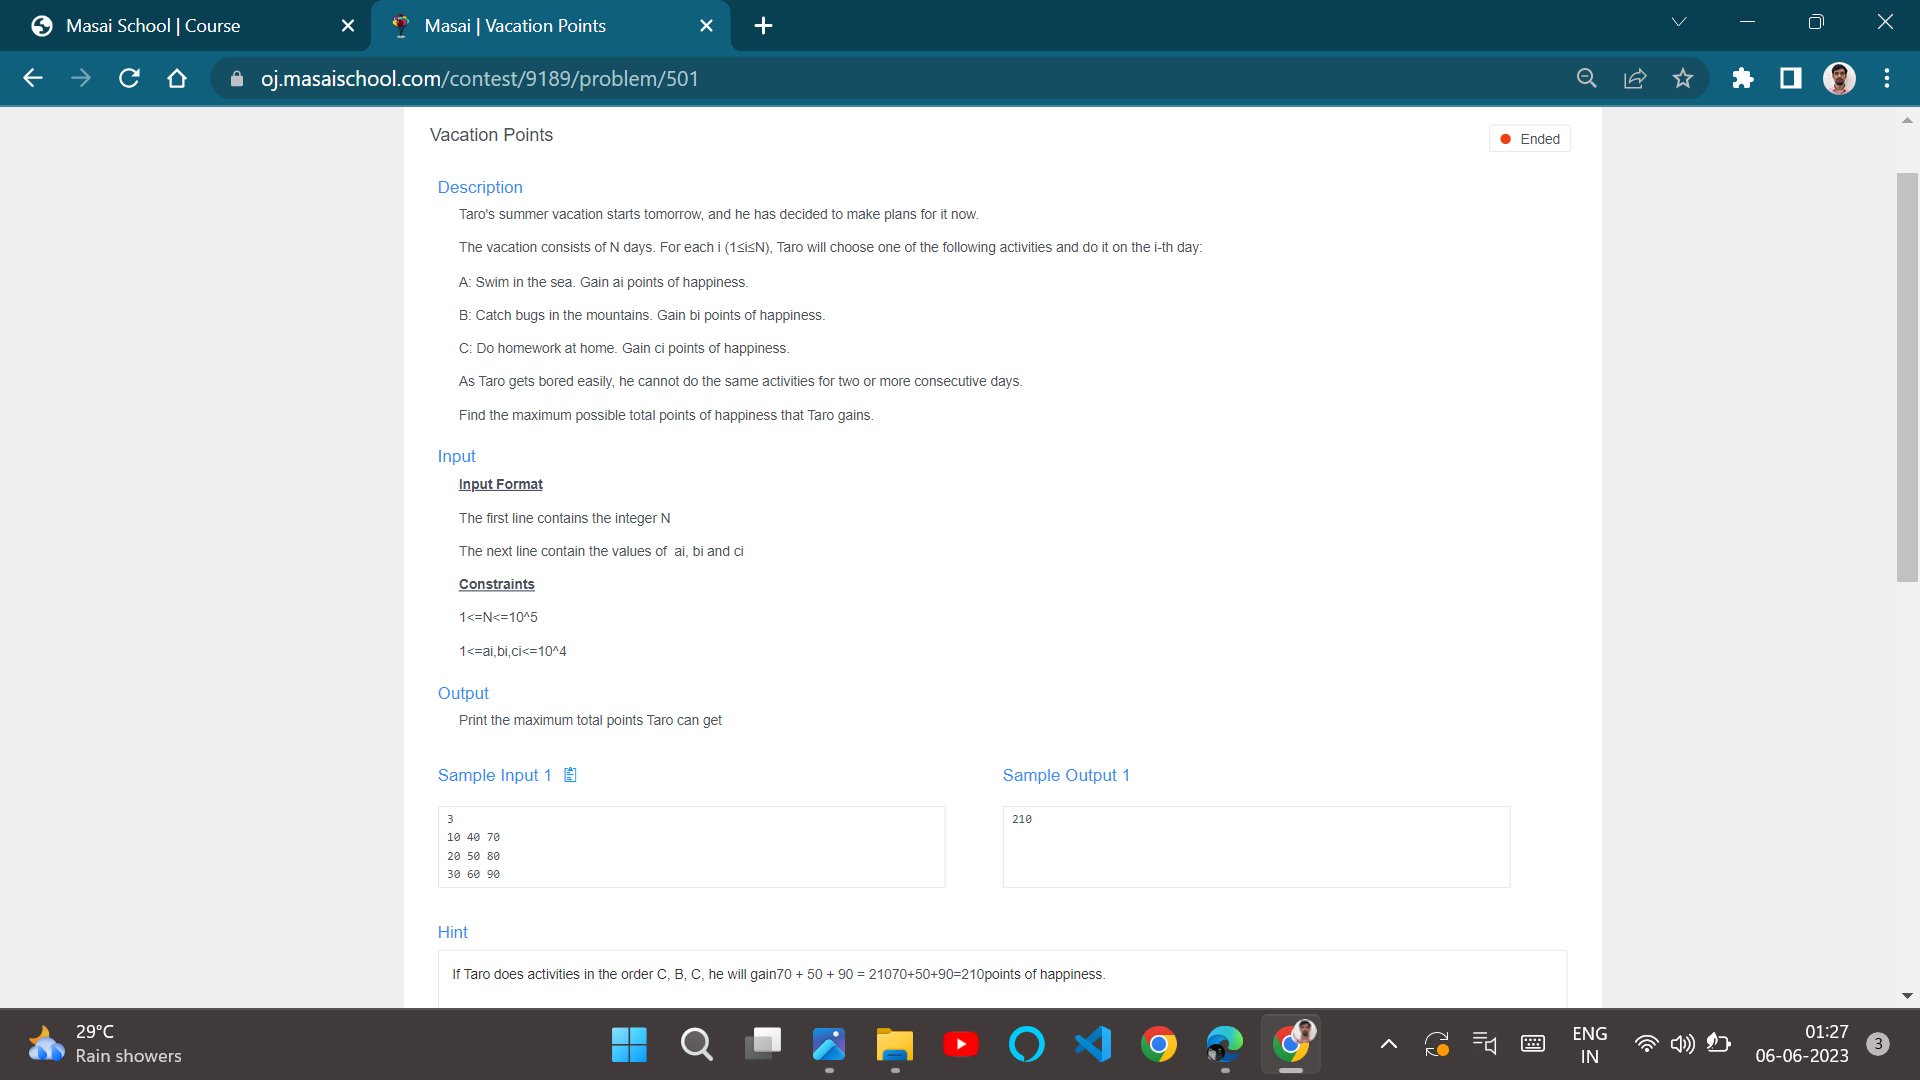 Masai School | Course
Masai | Vacation Points
oj.masaischool.com/contest/9189/problem/501
Vacation Points
Ended
Description
Taro's summer vacation starts tomorrow, and he has decided to make plans for it now.
The vacation consists of N days. For each i (1≤i≤N), Taro will choose one of the following activities and do it on the i-th day:
A: Swim in the sea. Gain ai points of happiness.
B: Catch bugs in the mountains. Gain bi points of happiness.
C: Do homework at home. Gain ci points of happiness.
As Taro gets bored easily, he cannot do the same activities for two or more consecutive days.
Find the maximum possible total points of happiness that Taro gains.
Input
Input Format
The first line contains the integer N
The next line contain the values of  ai, bi and ci
Constraints
1<=N<=10^5
1<=ai,bi,ci<=10^4
Output
Print the maximum total points Taro can get
Sample Input 1
3
10 40 70
20 50 80
30 60 90
Sample Output 1
210
Hint
If Taro does activities in the order C, B, C, he will gain70 + 50 + 90 = 21070+50+90=210points of happiness.
29°C
Rain showers
ENG
IN
01:27
06-06-2023
3